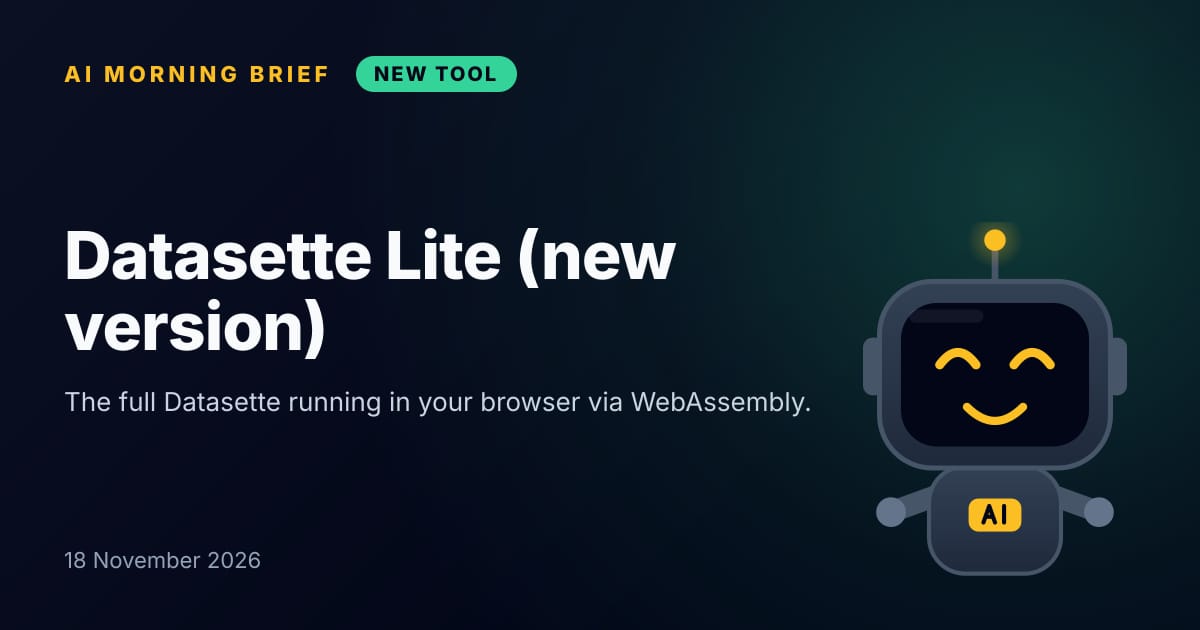 AI MORNING BRIEF
NEW TOOL
Datasette Lite (new
version)
The full Datasette running in your browser via WebAssembly.
AI
18 November 2026